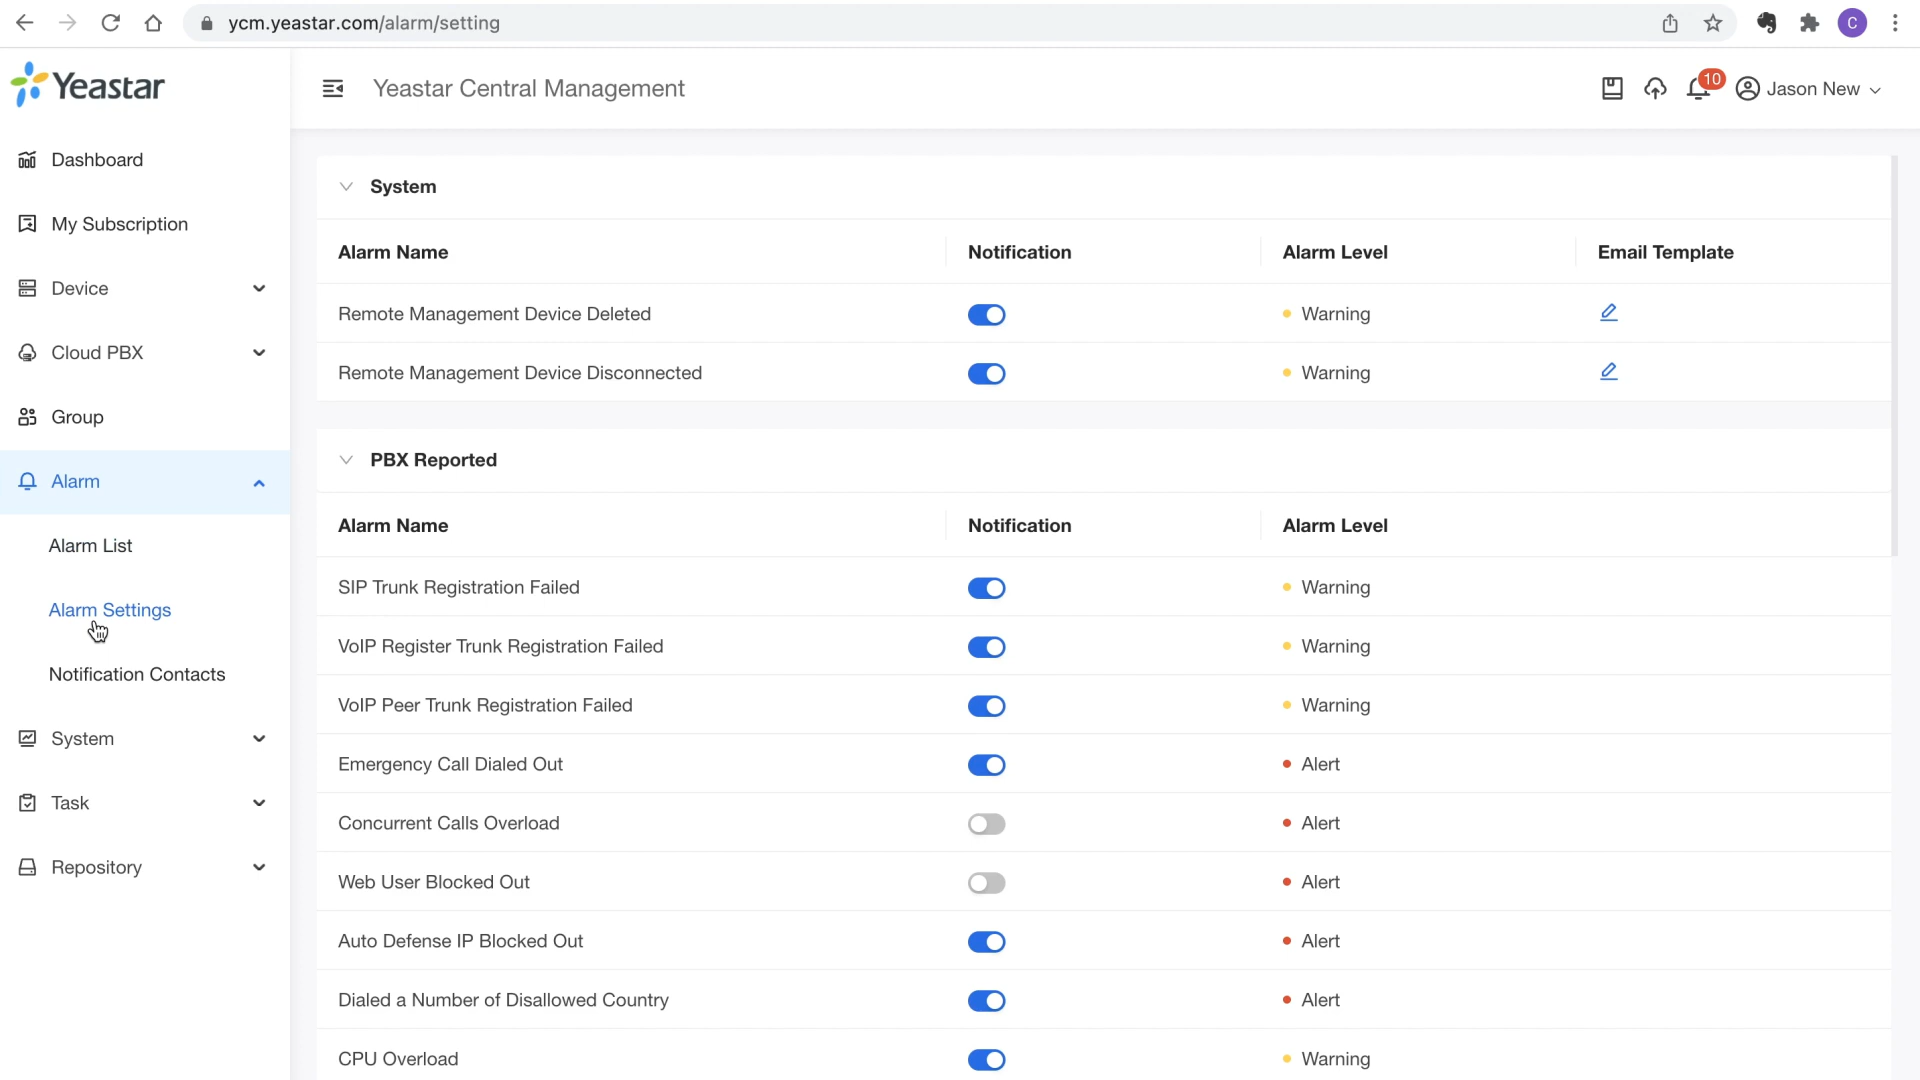 ycm.yeastar.com/alarm/setting
C
Yeastar
Yeastar Central Management
10
Jason New
Dashboard
My Subscription
Device
Cloud PBX
Group
Alarm
Alarm List
Alarm Settings
Notification Contacts
System
Task
Repository
System
Alarm Name Notification Alarm Level Email Template
Remote Management Device Deleted Warning
Remote Management Device Disconnected Warning
PBX Reported
Alarm Name Notification Alarm Level
SIP Trunk Registration Failed Warning
VoIP Register Trunk Registration Failed Warning
VoIP Peer Trunk Registration Failed Warning
Emergency Call Dialed Out Alert
Concurrent Calls Overload Alert
Web User Blocked Out Alert
Auto Defense IP Blocked Out Alert
Dialed a Number of Disallowed Country Alert
CPU Overload Warning